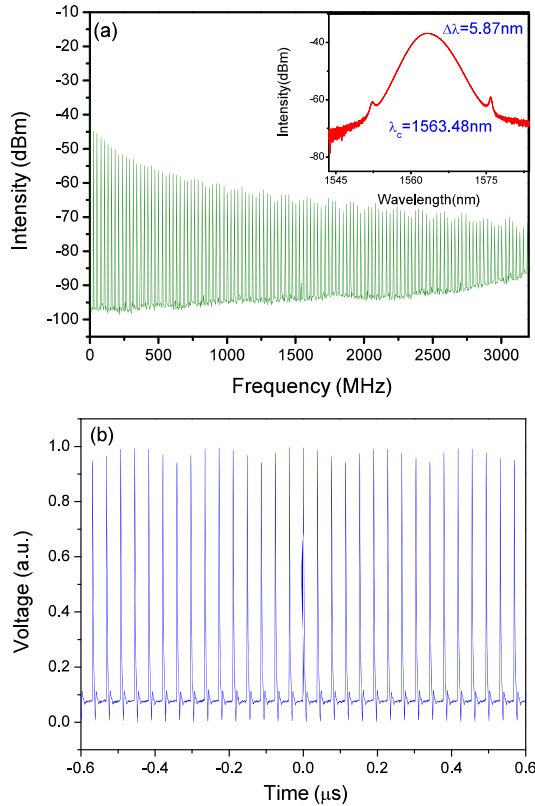 (a)
Δλ=5.87nm
λc=1563.48nm
Intensity(dBm)
-40
-60
-80
1545
1560
1575
Wavelength(nm)
Intensity (dBm)
-10
-20
-30
-40
-50
-60
-70
-80
-90
-100
0 500 1000 1500 2000 2500 3000
Frequency (MHz)
(b)
Voltage (a.u.)
1.0
0.8
0.6
0.4
0.2
0.0
-0.6 -0.4 -0.2 0.0 0.2 0.4 0.6
Time (μs)